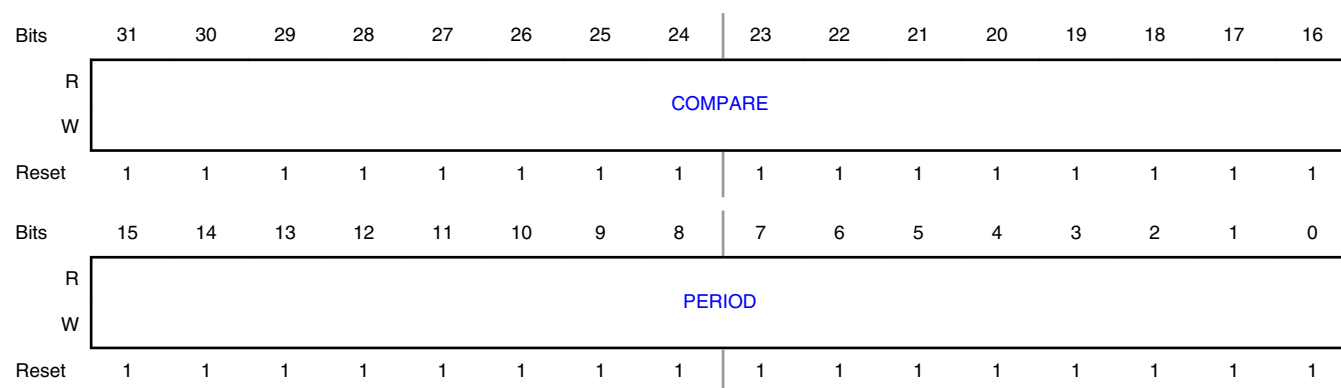 Bits 31 30 29 28 27 26 25 24 23 22 21 20 19 18 17 16
R
COMPARE
W
Reset 1 1 1 1 1 1 1 1 1 1 1 1 1 1 1 1
Bits 15 14 13 12 11 10 9 8 7 6 5 4 3 2 1 0
R
PERIOD
W
Reset 1 1 1 1 1 1 1 1 1 1 1 1 1 1 1 1